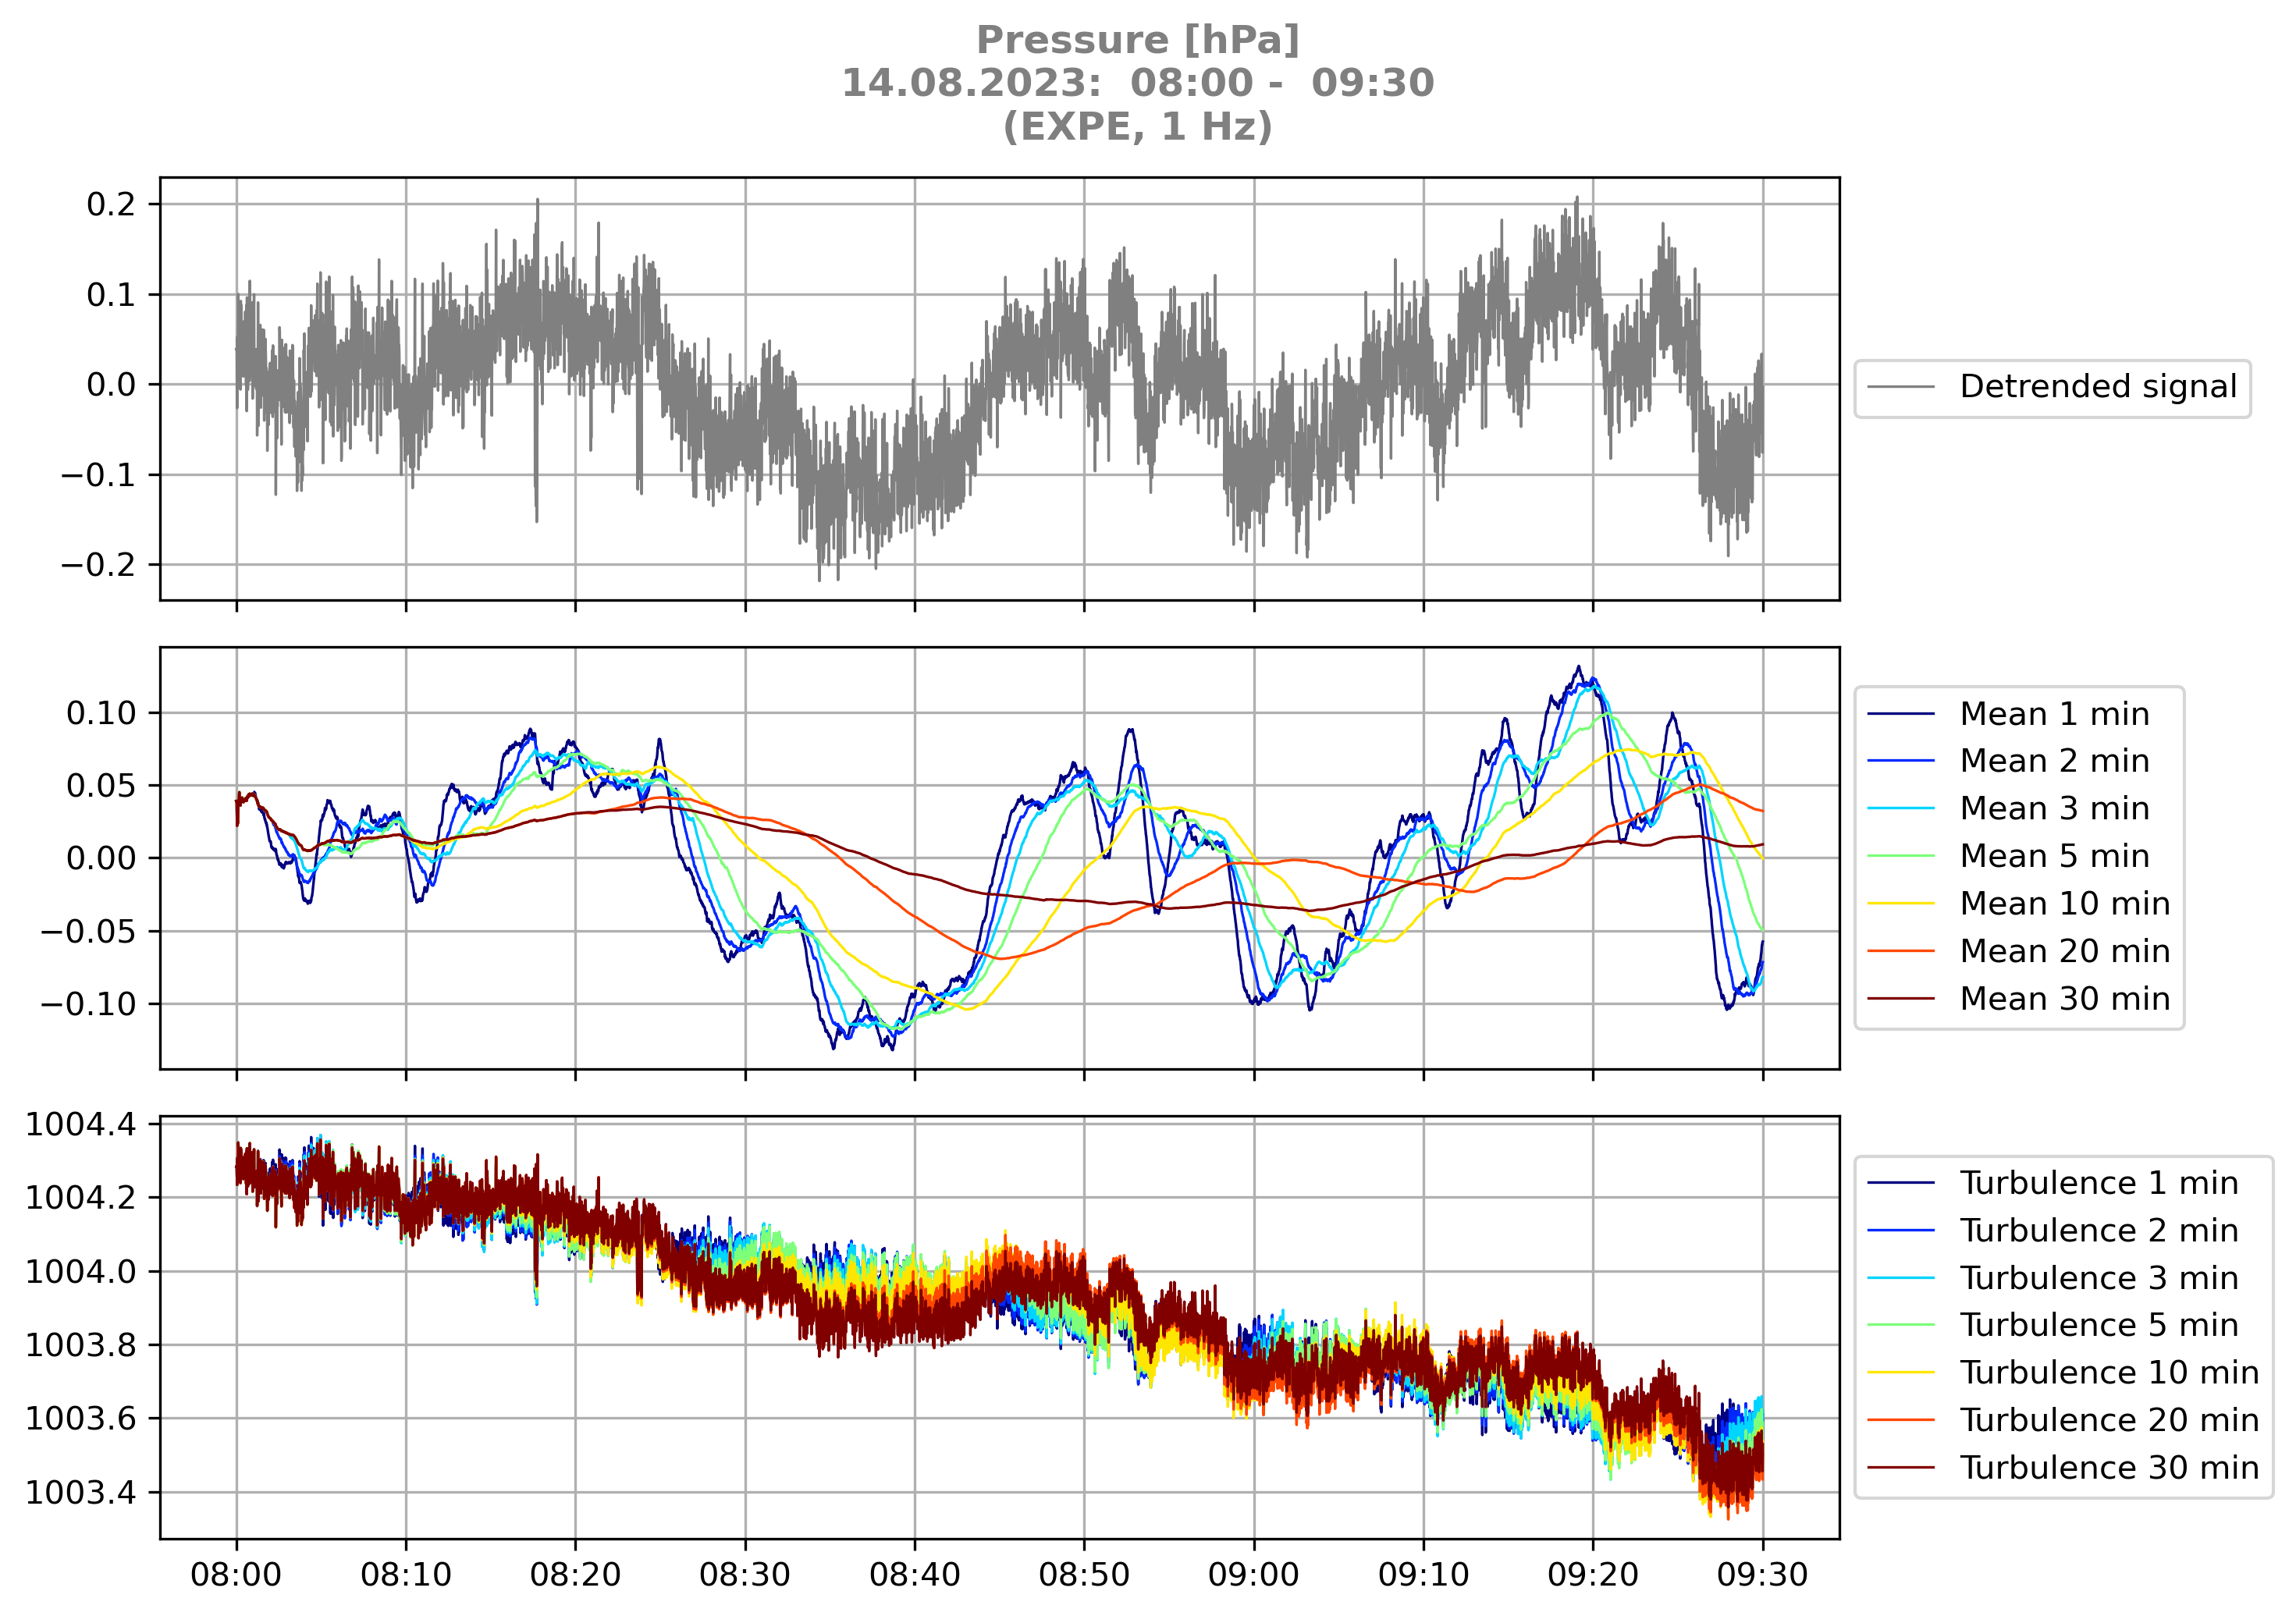 Pressure [hPa]
14.08.2023:  08:00 -  09:30
(EXPE, 1 Hz)
0.2
0.1
0.0
−0.1
−0.2
Detrended signal
0.10
0.05
0.00
−0.05
−0.10
Mean 1 min
Mean 2 min
Mean 3 min
Mean 5 min
Mean 10 min
Mean 20 min
Mean 30 min
1004.4
1004.2
1004.0
1003.8
1003.6
1003.4
Turbulence 1 min
Turbulence 2 min
Turbulence 3 min
Turbulence 5 min
Turbulence 10 min
Turbulence 20 min
Turbulence 30 min
08:00 08:10 08:20 08:30 08:40 08:50 09:00 09:10 09:20 09:30